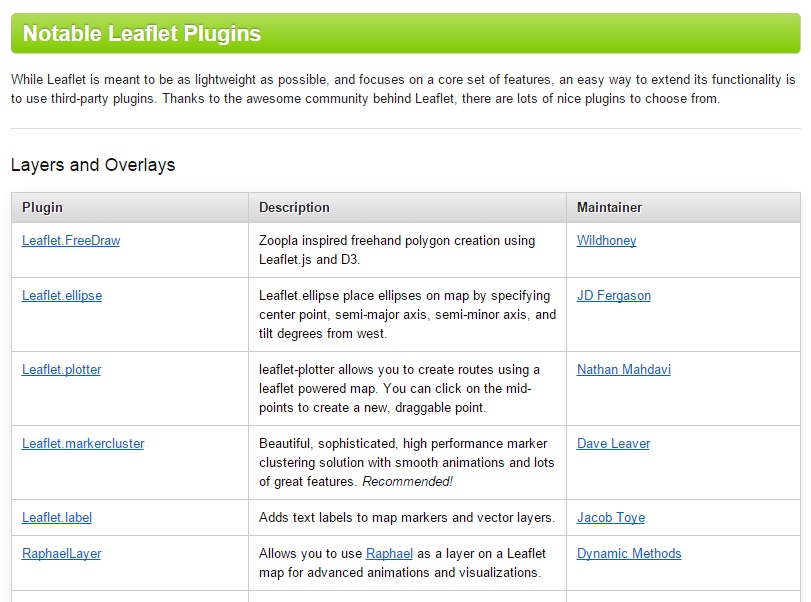 Notable Leaflet Plugins
While Leaflet is meant to be as lightweight as possible, and focuses on a core set of features, an easy way to extend its functionality is
to use third-party plugins. Thanks to the awesome community behind Leaflet, there are lots of nice plugins to choose from.
Layers and Overlays
Plugin Description Maintainer
Leaflet.FreeDraw Zoopla inspired freehand polygon creation using Wildhoney
Leaflet.js and D3.
Leaflet.ellipse Leaflet.ellipse place ellipses on map by specifying JD Fergason
center point, semi-major axis, semi-minor axis, and
tilt degrees from west.
Leaflet.plotter leaflet-plotter allows you to create routes using a Nathan Mahdavi
leaflet powered map. You can click on the mid-
points to create a new, draggable point.
Leaflet.markercluster Beautiful, sophisticated, high performance marker Dave Leaver
clustering solution with smooth animations and lots
of great features. Recommended!
Leaflet.label Adds text labels to map markers and vector layers. Jacob Toye
RaphaelLayer Allows you to use Raphael as a layer on a Leaflet Dynamic Methods
map for advanced animations and visualizations.